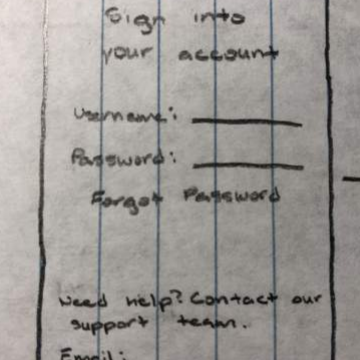 Sign into
your account
Username:
Password:
Forgot Password
Need help? Contact our
support team.
Email: